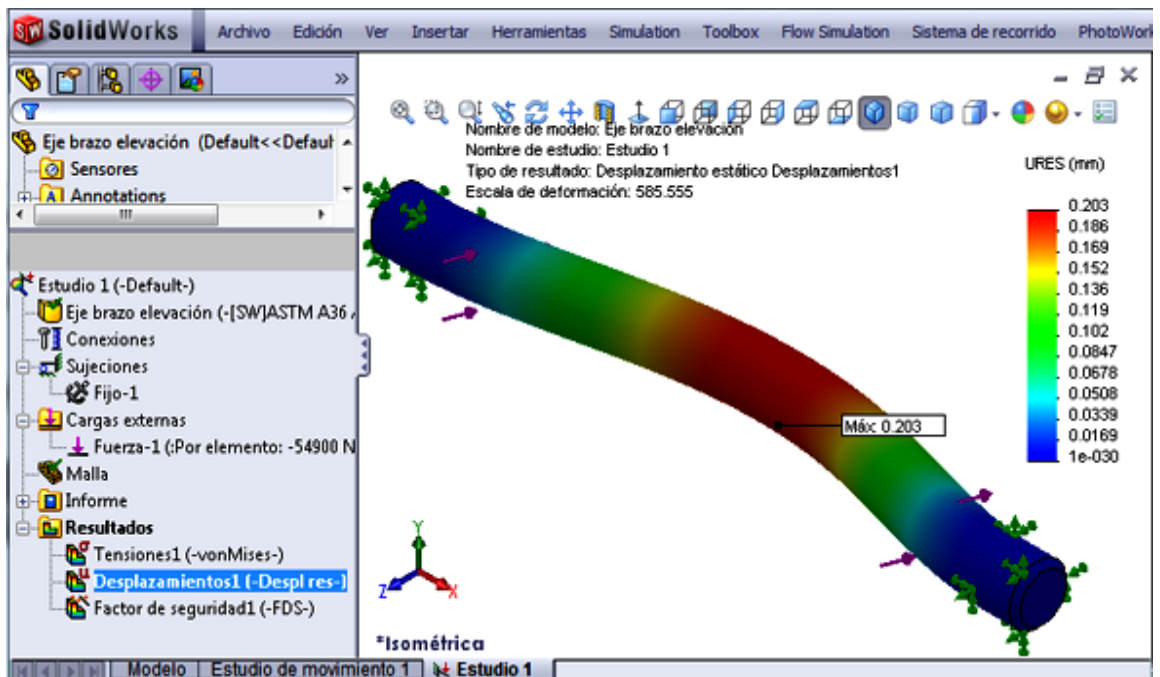 SolidWorks Archivo Edición Ver Insertar Herramientas Simulation Toolbox Flow Simulation Sistema de recorrido PhotoWork
Eje brazo elevación (Default<<Defaul
Sensores
Annotations
Estudio 1 (-Default-)
Eje brazo elevación (-[SW]ASTM A36
Conexiones
Sujeciones
Fijo-1
Cargas externas
Fuerza-1 (:Por elemento: -54900 N
Malla
Informe
Resultados
Tensiones1 (-vonMises-)
Desplazamientos1 (-Despl res-)
Factor de seguridad1 (-FDS-)
Nombre de modelo: Eje brazo elevación
Nombre de estudio: Estudio 1
Tipo de resultado: Desplazamiento estático Desplazamientos1
Escala de deformación: 585.555
URES (mm)
0.203
0.186
0.169
0.152
0.136
0.119
0.102
0.0847
0.0678
0.0508
0.0339
0.0169
1e-030
Máx: 0.203
Y
Z
X
*Isométrica
Modelo Estudio de movimiento 1 Estudio 1